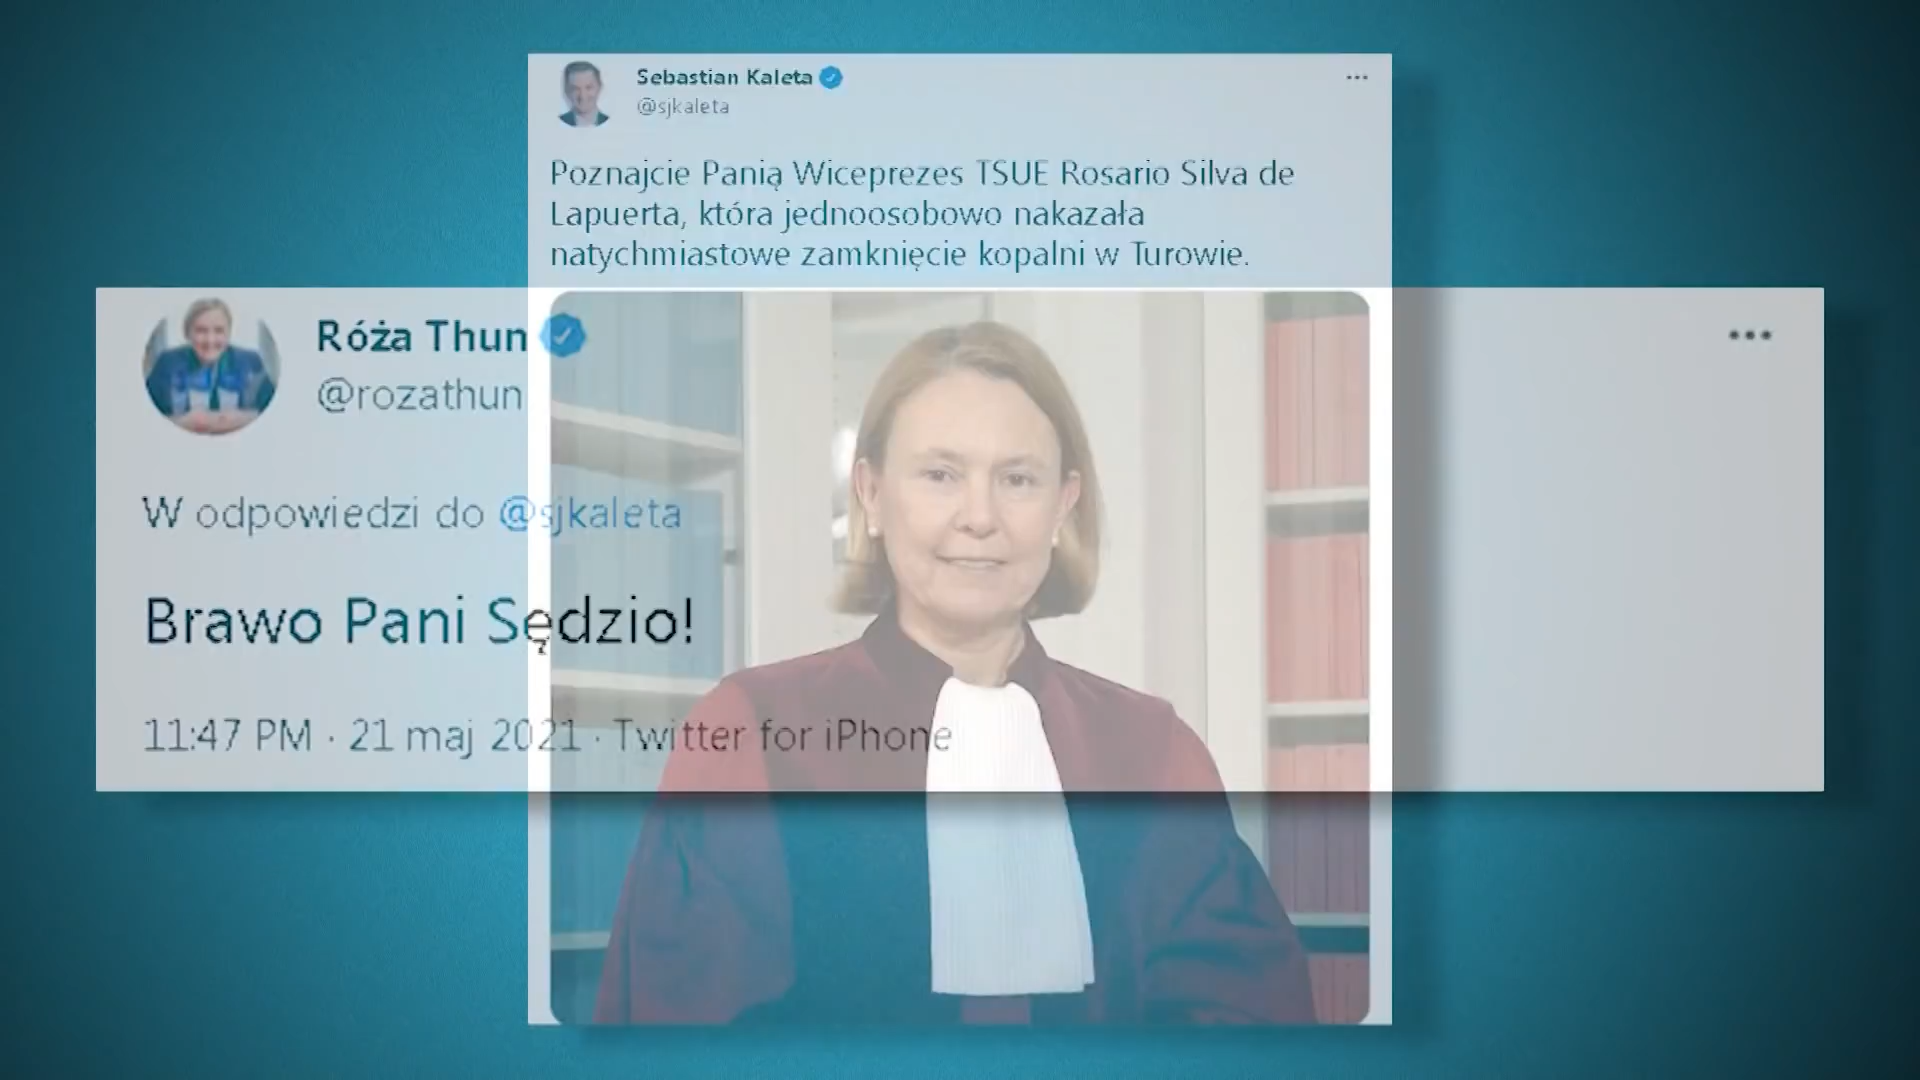 Sebastian Kaleta
@sjkaleta
Poznajcie Panią Wiceprezes TSUE Rosario Silva de
Lapuerta, która jednoosobowo nakazała
natychmiastowe zamknięcie kopalni w Turowie.
Róża Thun
@rozathun
W odpowiedzi do @sjkaleta
Brawo Pani Sędzio!
11:47 PM · 21 maj 2021 · Twitter for iPhone